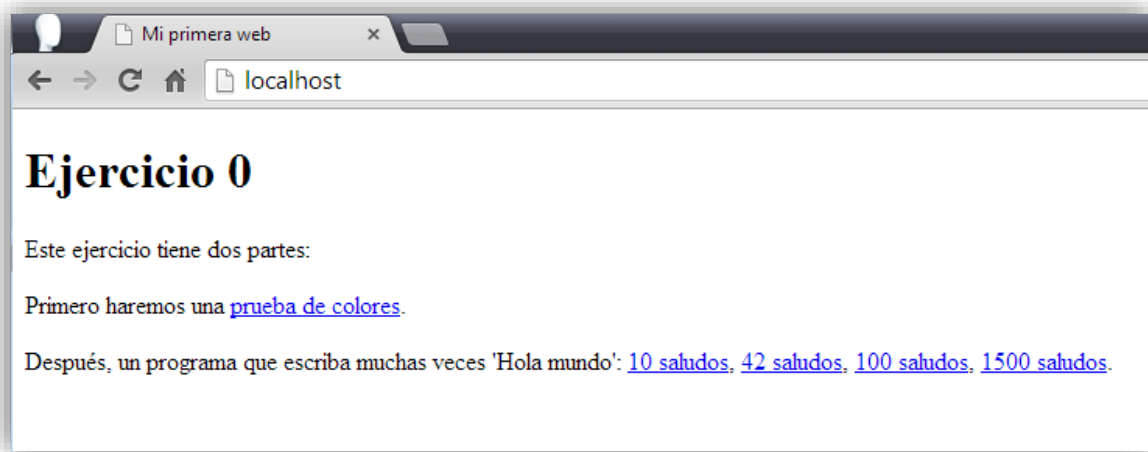 Mi primera web
localhost
Ejercicio 0
Este ejercicio tiene dos partes:
Primero haremos una prueba de colores.
Después, un programa que escriba muchas veces 'Hola mundo': 10 saludos, 42 saludos, 100 saludos, 1500 saludos.